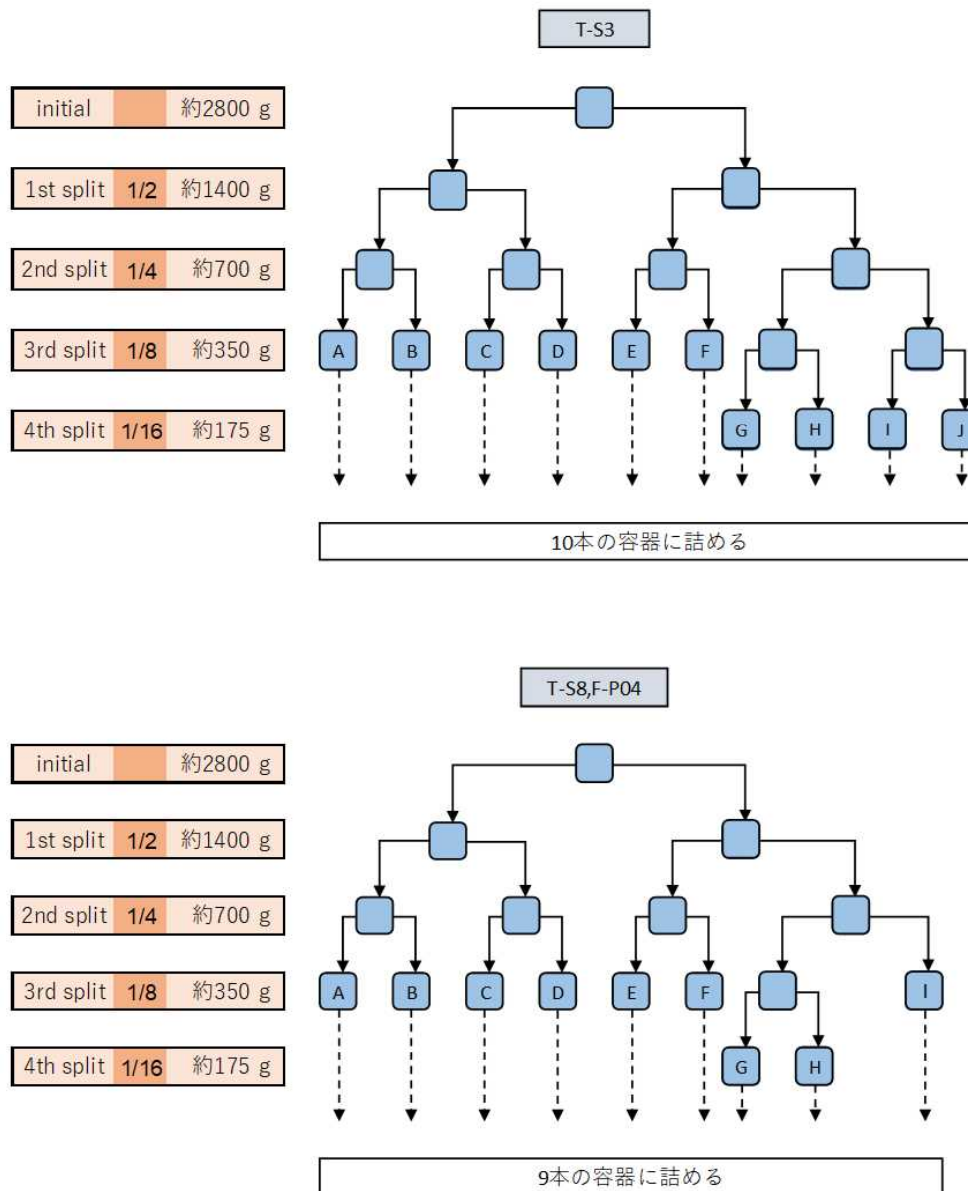 T-S3
initial 約2800 g
1st split 1/2 約1400 g
2nd split 1/4 約700 g
3rd split 1/8 約350 g
A B C D E F
4th split 1/16 約175 g
G H I J
10本の容器に詰める
T-S8,F-P04
initial 約2800 g
1st split 1/2 約1400 g
2nd split 1/4 約700 g
3rd split 1/8 約350 g
A B C D E F I
4th split 1/16 約175 g
G H
9本の容器に詰める